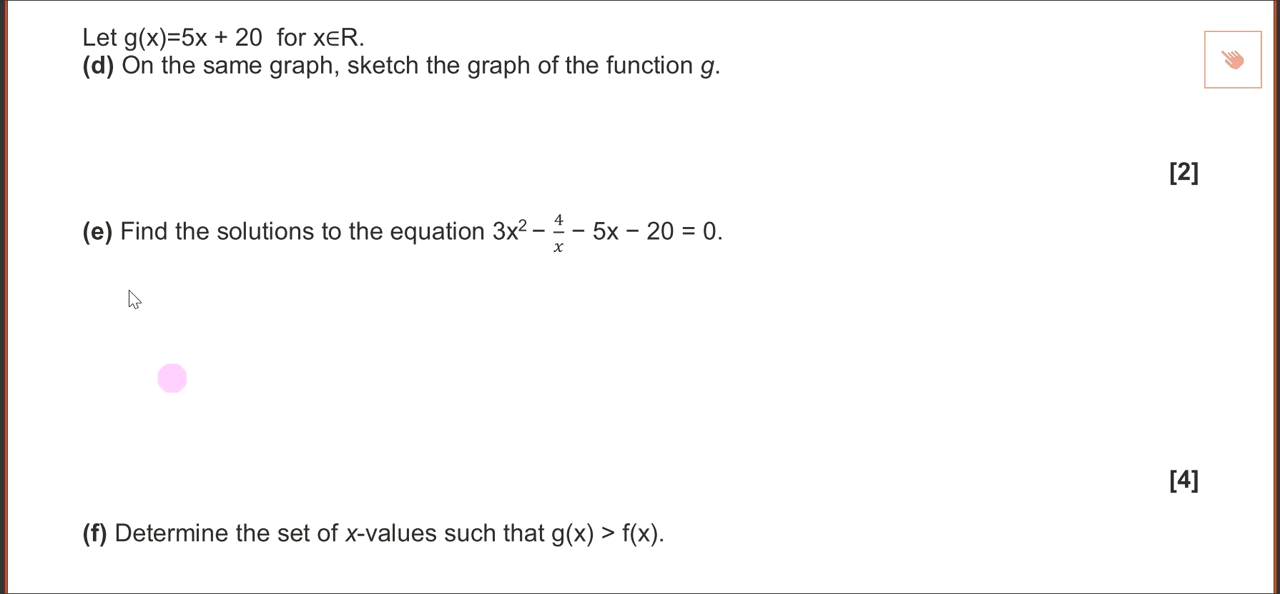 Let g(x)=5x + 20 for x∈R.
(d) On the same graph, sketch the graph of the function g.
[2]
(e) Find the solutions to the equation 3x² − 4/x − 5x − 20 = 0.
[4]
(f) Determine the set of x-values such that g(x) > f(x).